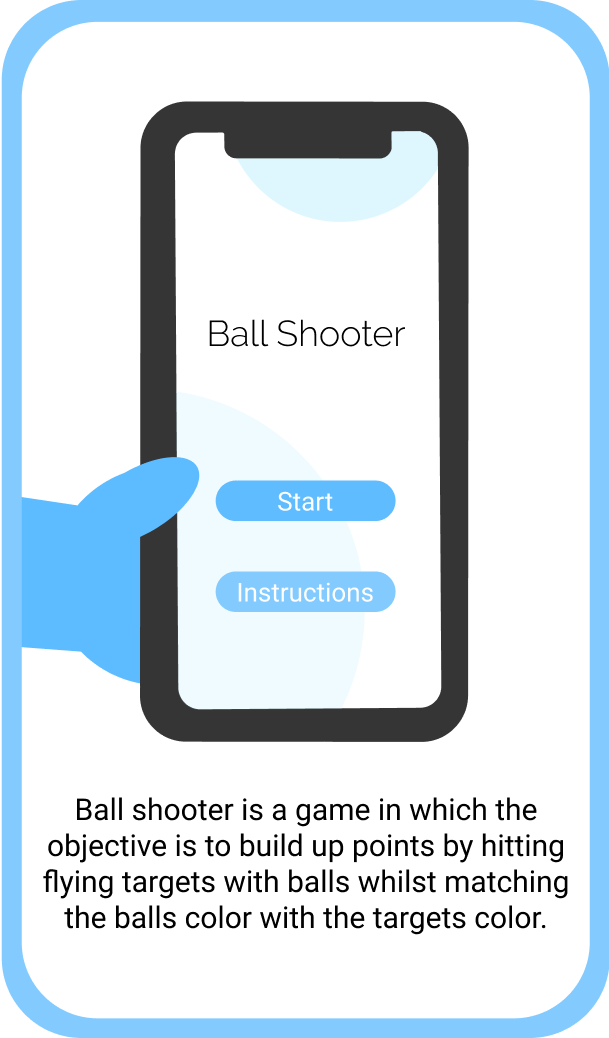 Ball Shooter
Start
Instructions
Ball shooter is a game in which the
objective is to build up points by hitting
flying targets with balls whilst matching
the balls color with the targets color.